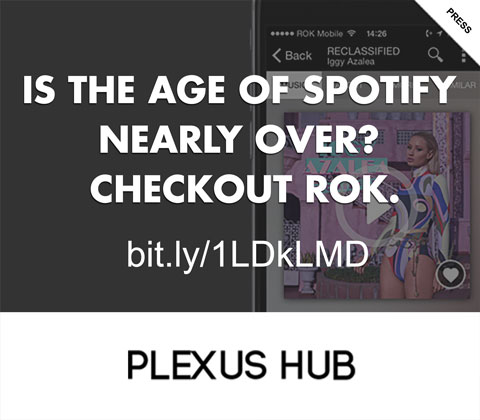 PRESS
ROK Mobile 14:26
Back RECLASSIFIED
Iggy Azalea
IS THE AGE OF SPOTIFY
NEARLY OVER?
CHECKOUT ROK.
bit.ly/1LDkLMD
PLEXUS HUB